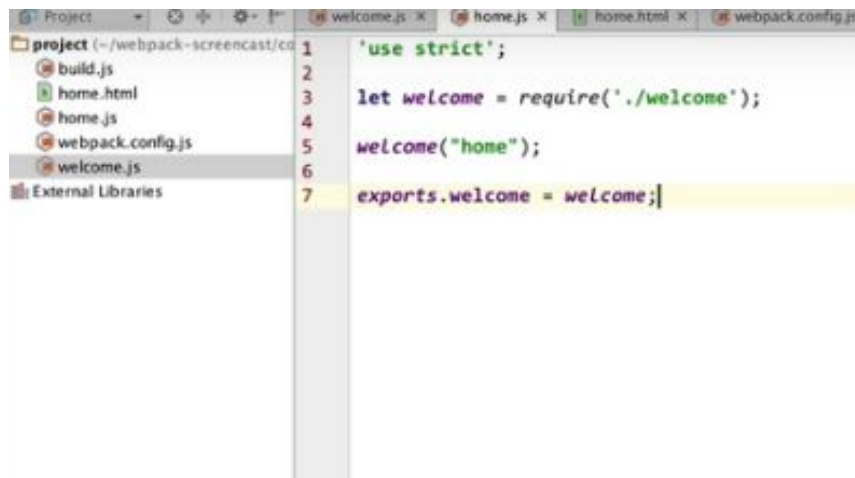 Project
welcome.js
home.js
home.html
webpack.config.js
project (~/webpack-screencast/co
build.js
home.html
home.js
webpack.config.js
welcome.js
External Libraries
1 'use strict';
2
3 let welcome = require('./welcome');
4
5 welcome("home");
6
7 exports.welcome = welcome;